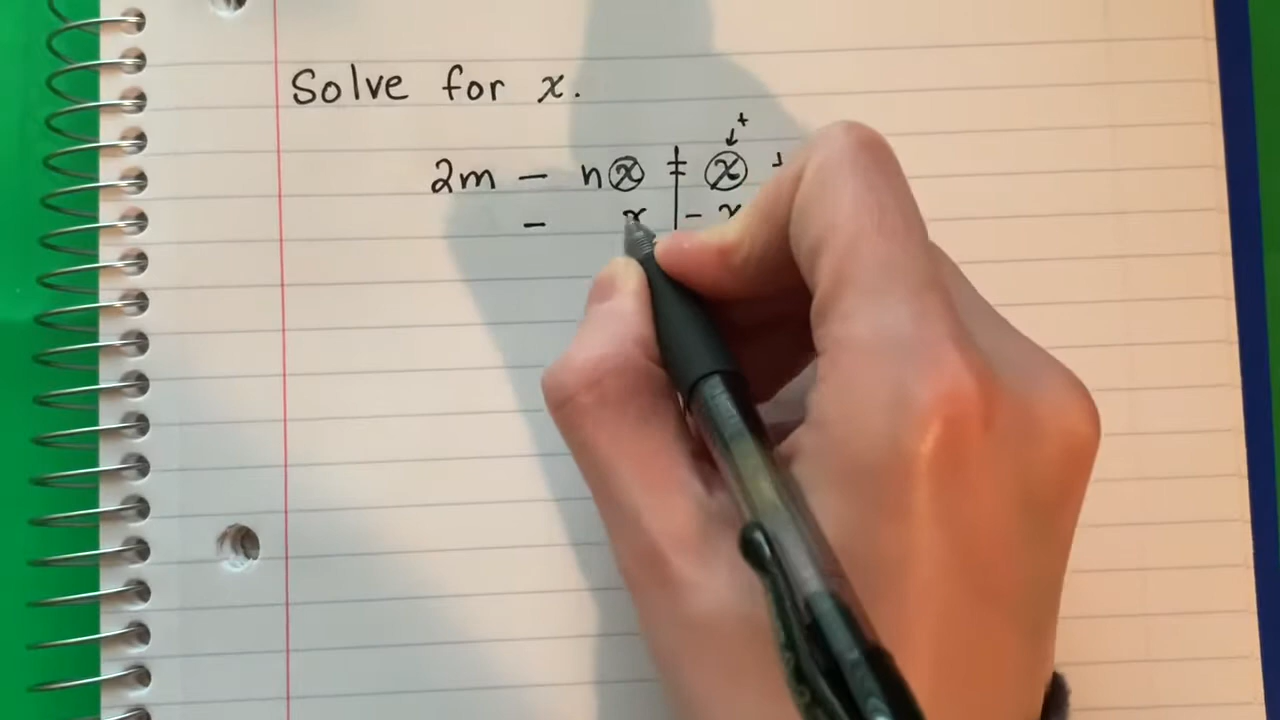 Solve for x.
+
↓
2m - nx = x +
- x - x